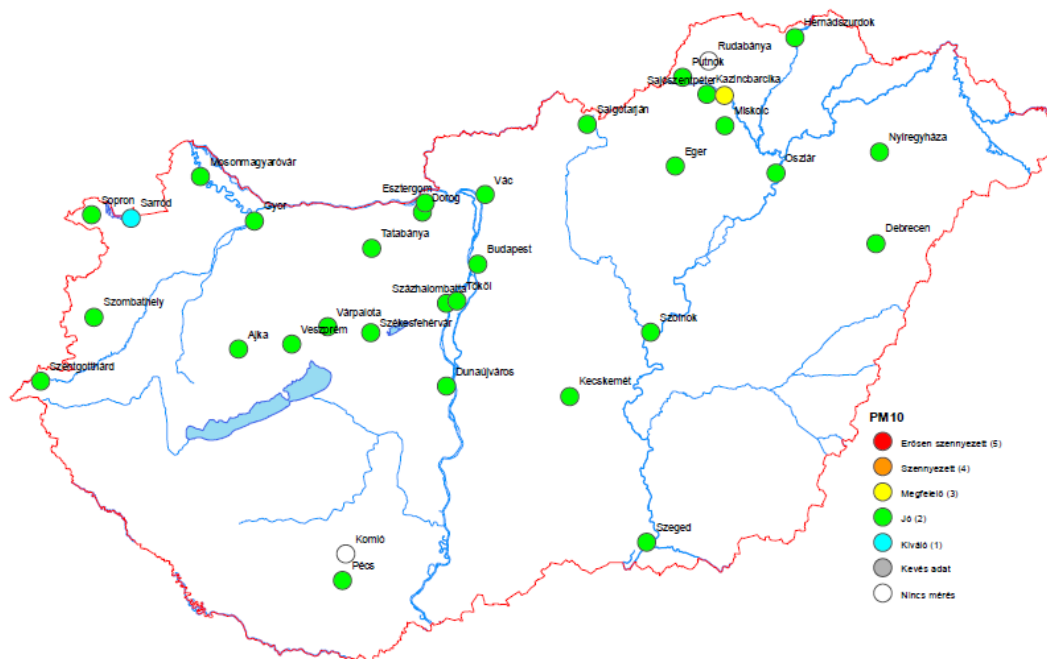 Hernádszurdok
Rudabánya
Putnok
Sajószentpéter
Kazincbarcika
Miskolc
Salgótarján
Nyíregyháza
Eger
Oszlár
Mosonmagyaróvár
Vác
Esztergom
Dorog
Sopron
Sarród
Gyor
Tatabánya
Budapest
Debrecen
Százhalombatta
Tököl
Szombathely
Várpalota
Székesfehérvár
Ajka
Veszprém
Szolnok
Szentgotthárd
Dunaújváros
Kecskemét
PM10
Erősen szennyezett (5)
Szennyezett (4)
Megfelelő (3)
Jó (2)
Kiváló (1)
Kevés adat
Nincs mérés
Szeged
Komló
Pécs